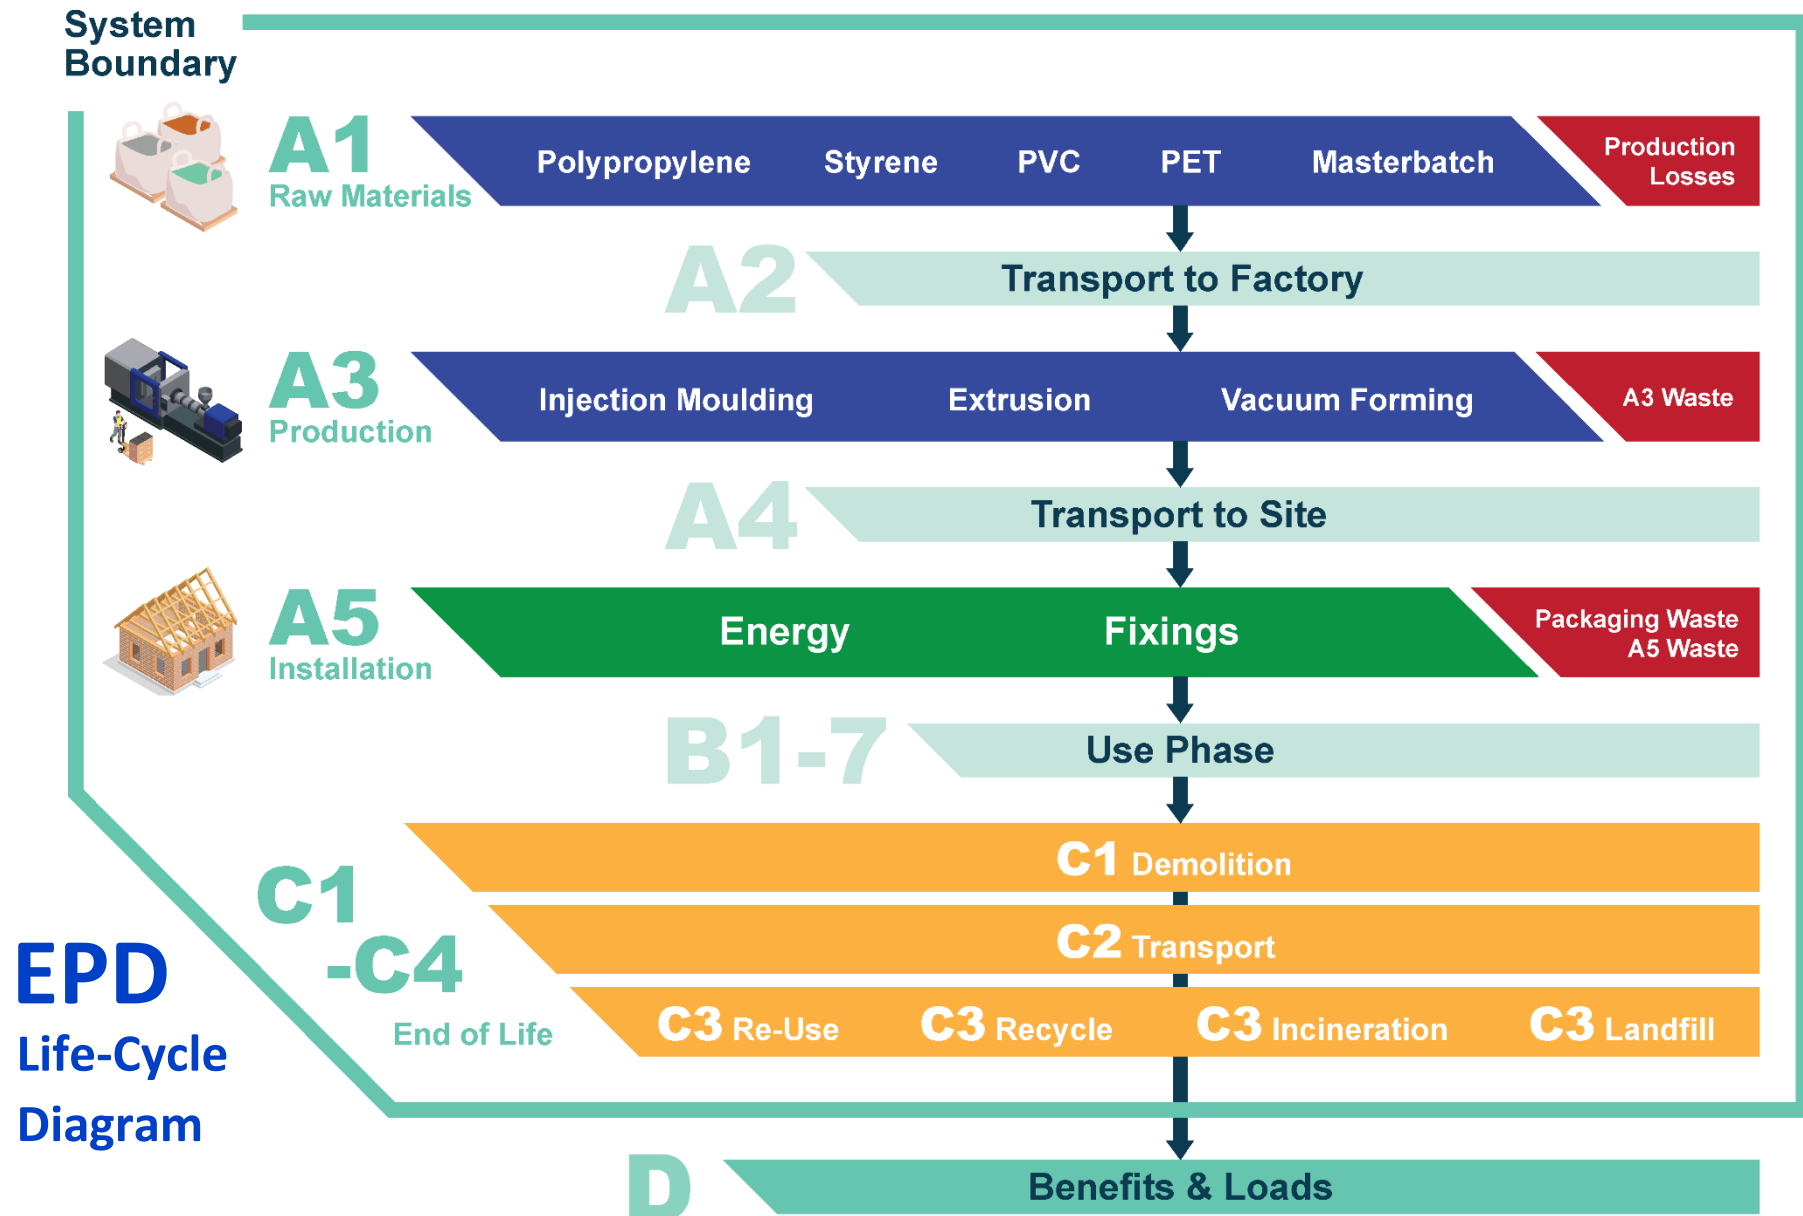 System
Boundary
A1
Raw Materials
Polypropylene Styrene PVC PET Masterbatch
Production
Losses
A2
Transport to Factory
A3
Production
Injection Moulding Extrusion Vacuum Forming
A3 Waste
A4
Transport to Site
A5
Installation
Energy Fixings
Packaging Waste
A5 Waste
B1-7
Use Phase
C1
-C4
End of Life
C1 Demolition
C2 Transport
C3 Re-Use C3 Recycle C3 Incineration C3 Landfill
EPD
Life-Cycle
Diagram
D
Benefits & Loads